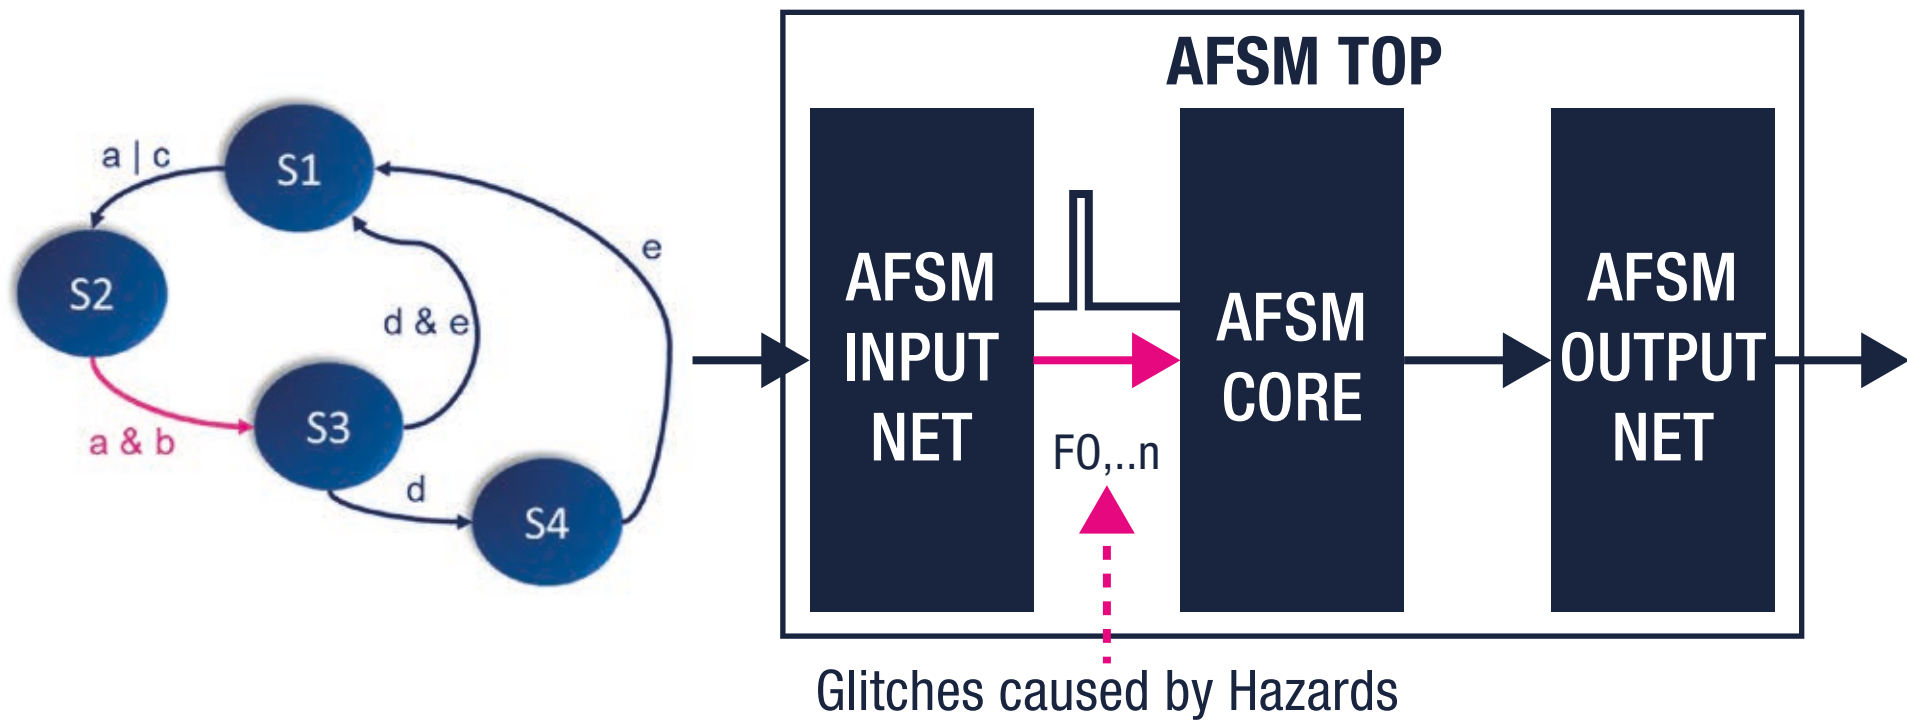 AFSM TOP
a | c
S1
S2
e
d & e
a & b
S3
d
S4
AFSM
INPUT
NET
F0,..n
AFSM
CORE
AFSM
OUTPUT
NET
Glitches caused by Hazards